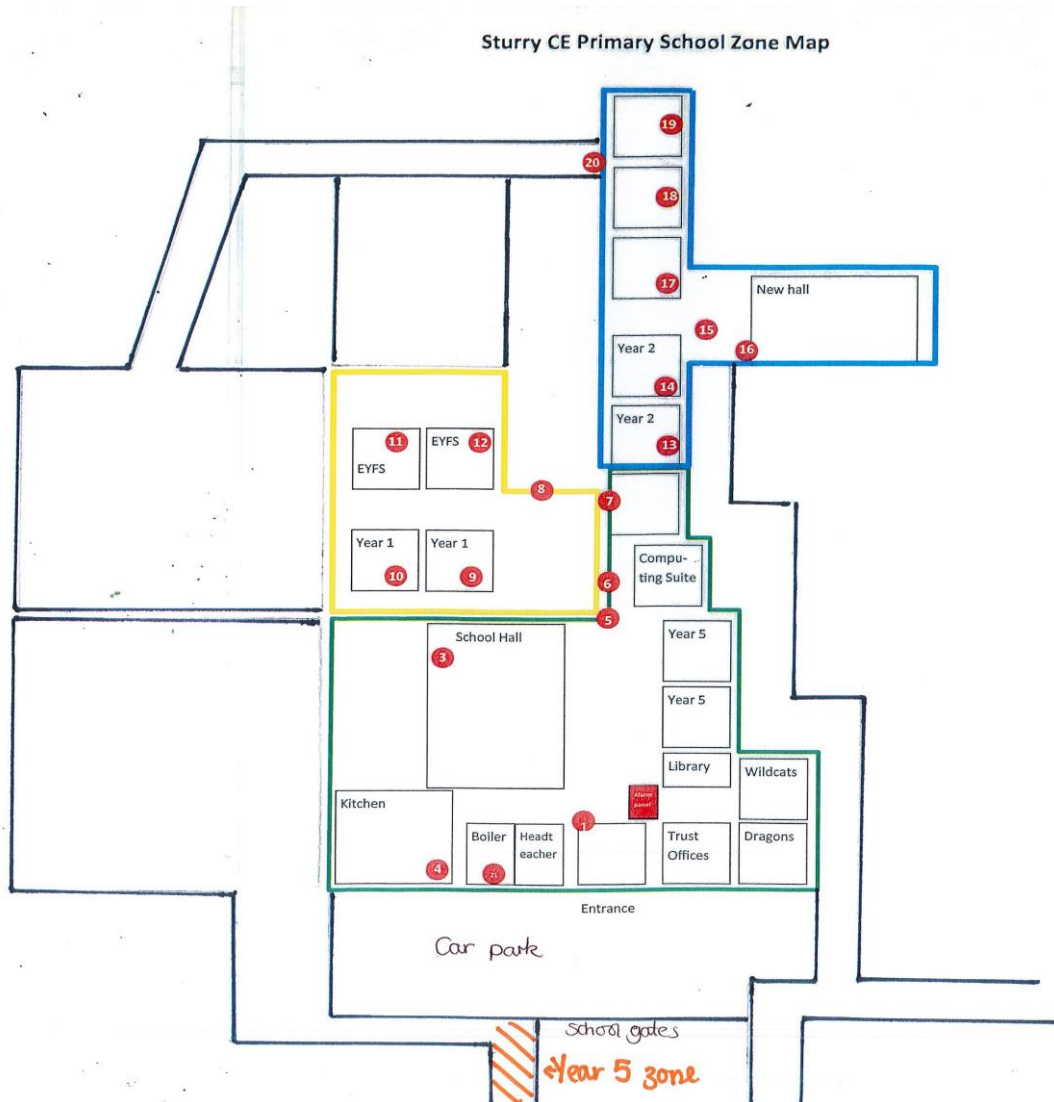 Sturry CE Primary School Zone Map
19
20
18
17
New hall
15
16
Year 2
14
Year 2
13
11
EYFS
EYFS
12
8
7
Year 1
10
Year 1
9
Compu-
ting Suite
6
5
School Hall
3
Year 5
Year 5
Library
Wildcats
Alarm
panel
Kitchen
4
Boiler
Headt
eacher
1
Trust
Offices
Dragons
Entrance
Car park
School gates
Year 5 zone